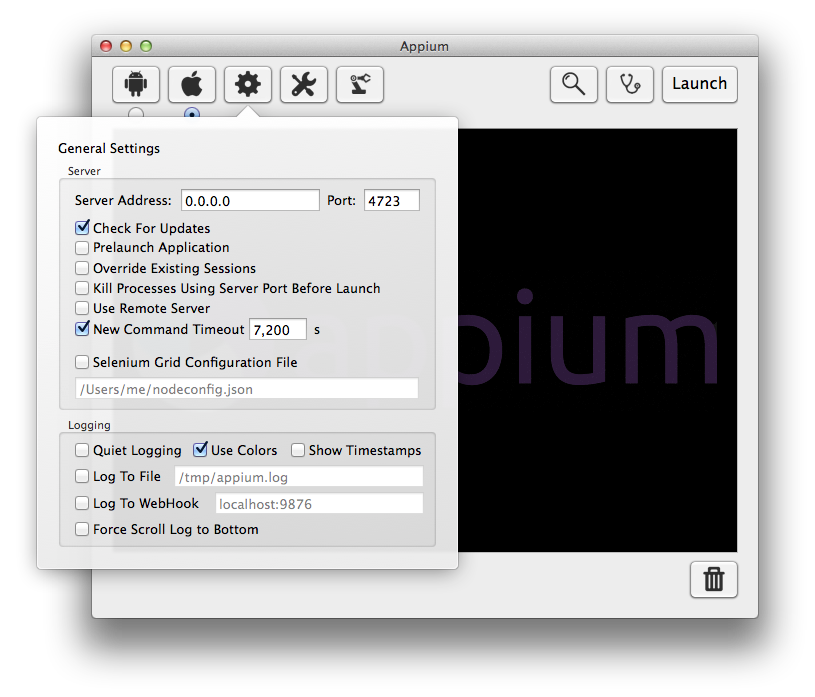 Appium
Launch
General Settings
Server
Server Address: 0.0.0.0 Port: 4723
Check For Updates
Prelaunch Application
Override Existing Sessions
Kill Processes Using Server Port Before Launch
Use Remote Server
New Command Timeout 7,200 s
Selenium Grid Configuration File
/Users/me/nodeconfig.json
Logging
Quiet Logging Use Colors Show Timestamps
Log To File /tmp/appium.log
Log To WebHook localhost:9876
Force Scroll Log to Bottom
appium